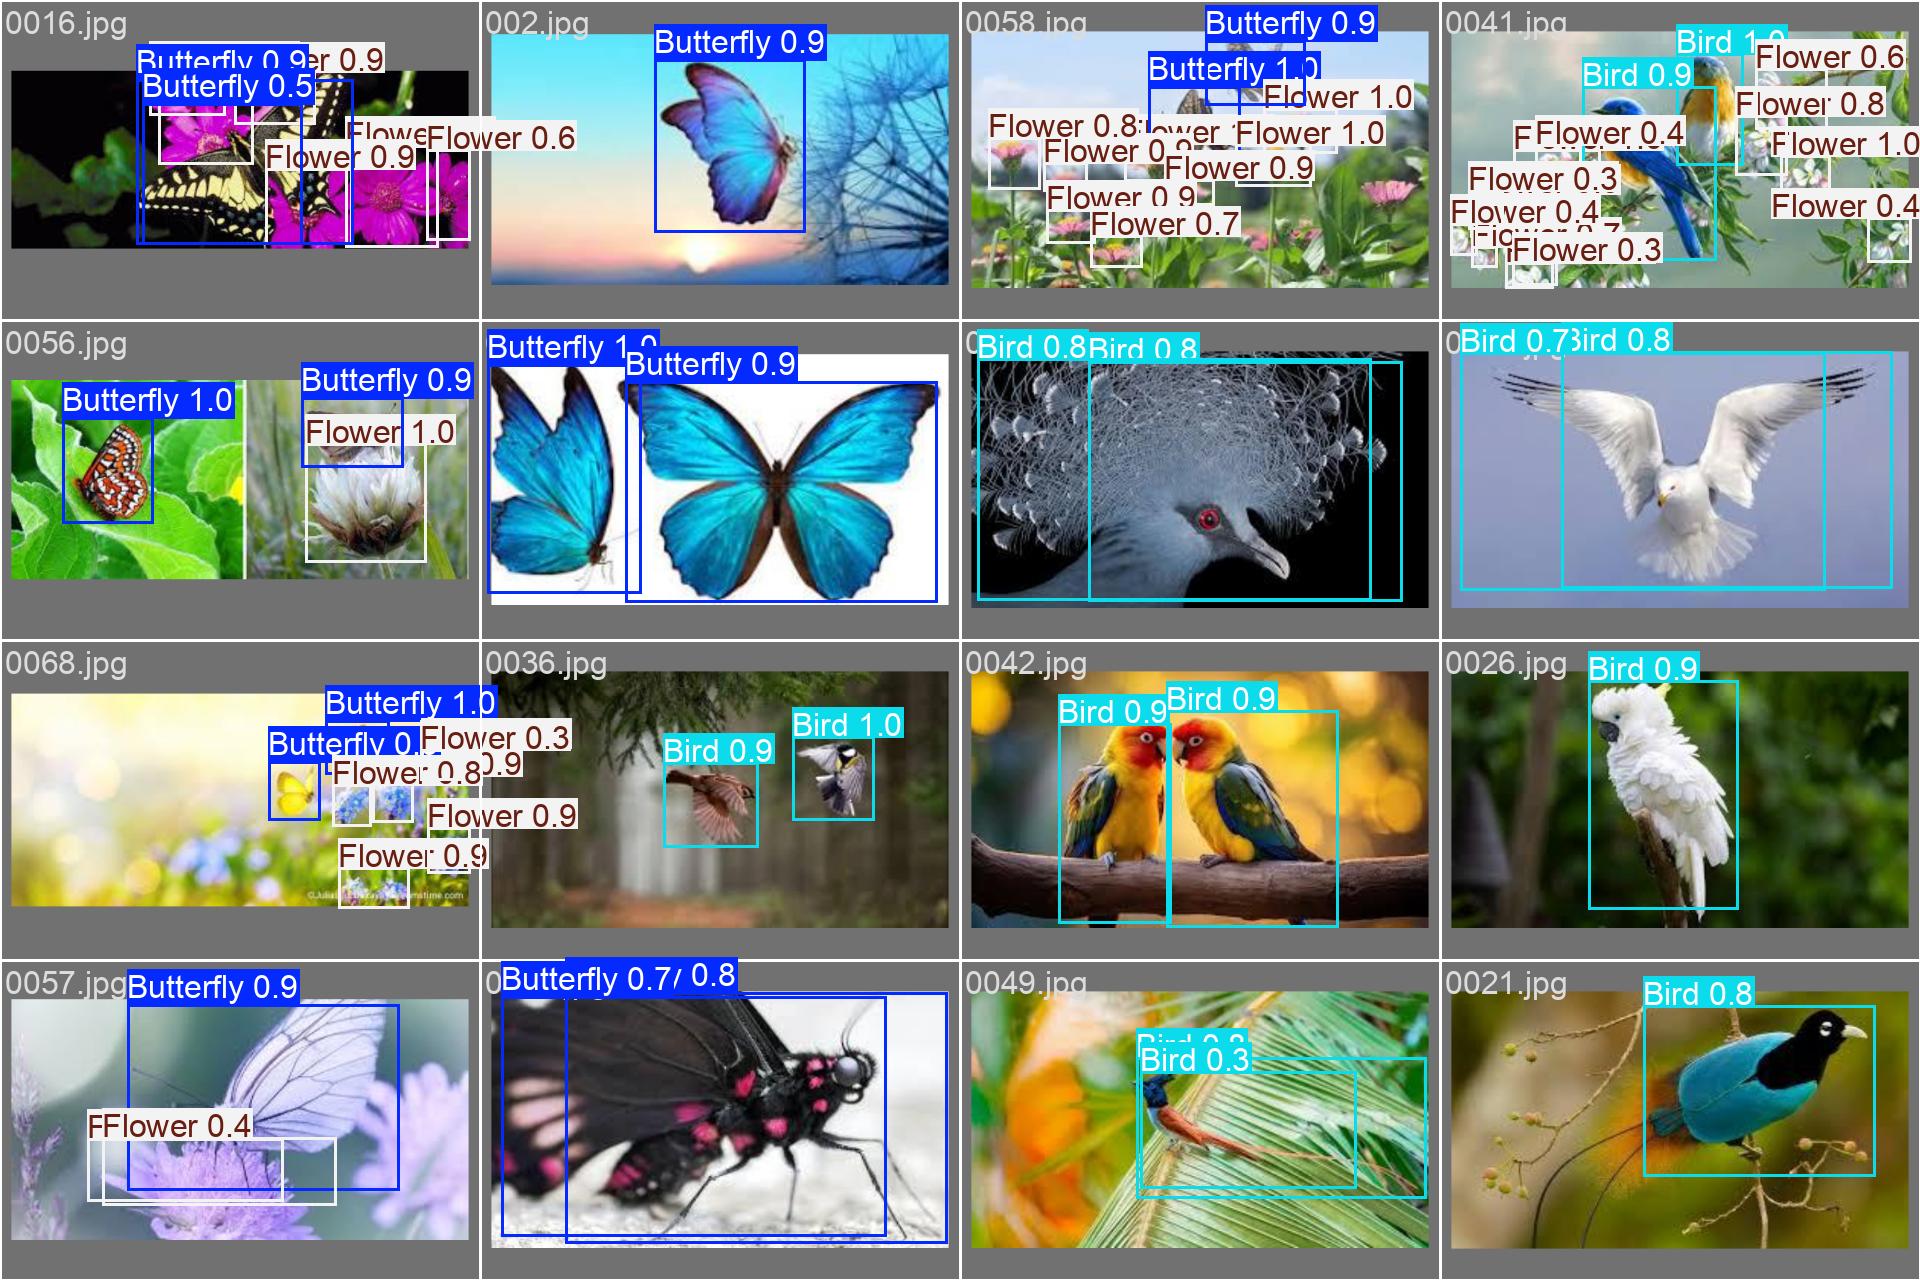 0016.jpg
Butterfly 0.9
er 0.9
Butterfly 0.5
Flower 0.6
Flower 0.9
002.jpg
Butterfly 0.9
0058.jpg
Butterfly 0.9
Butterfly 1.0
Flower 1.0
Flower 0.8
Flower 1.0
Flower 0.9
Flower 0.9
Flower 0.9
Flower 0.7
0041.jpg
Bird 1.0
Bird 0.9
Flower 0.6
Flower 0.8
Flower 0.4
Flower 1.0
Flower 0.3
Flower 0.4
Flower 0.4
Flower 0.3
0056.jpg
Butterfly 1.0
Butterfly 0.9
Flower 1.0
Butterfly 1.0
Butterfly 0.9
Bird 0.8
Bird 0.8
Bird 0.7
Bird 0.8
0068.jpg
Butterfly 1.0
Butterfly 0.
Flower 0.3
Flower 0.8
0.9
Flower 0.9
Flower 0.9
0036.jpg
Bird 0.9
Bird 1.0
0042.jpg
Bird 0.9
Bird 0.9
0026.jpg
Bird 0.9
0057.jpg
Butterfly 0.9
Flower 0.4
Butterfly 0.7
0.8
0049.jpg
Bird 0.3
0021.jpg
Bird 0.8